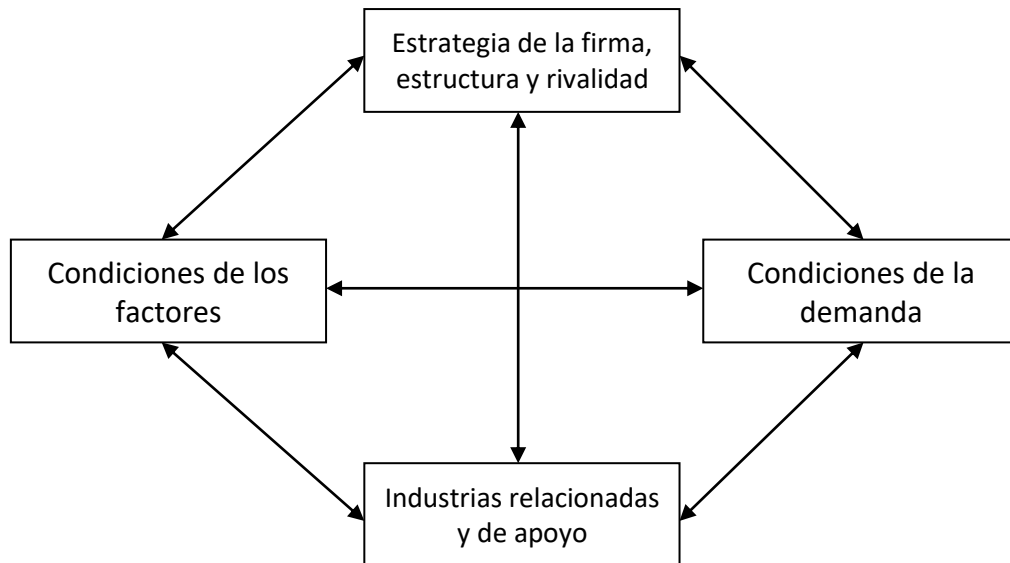 Estrategia de la firma,
estructura y rivalidad
Condiciones de los
factores
Condiciones de la
demanda
Industrias relacionadas
y de apoyo